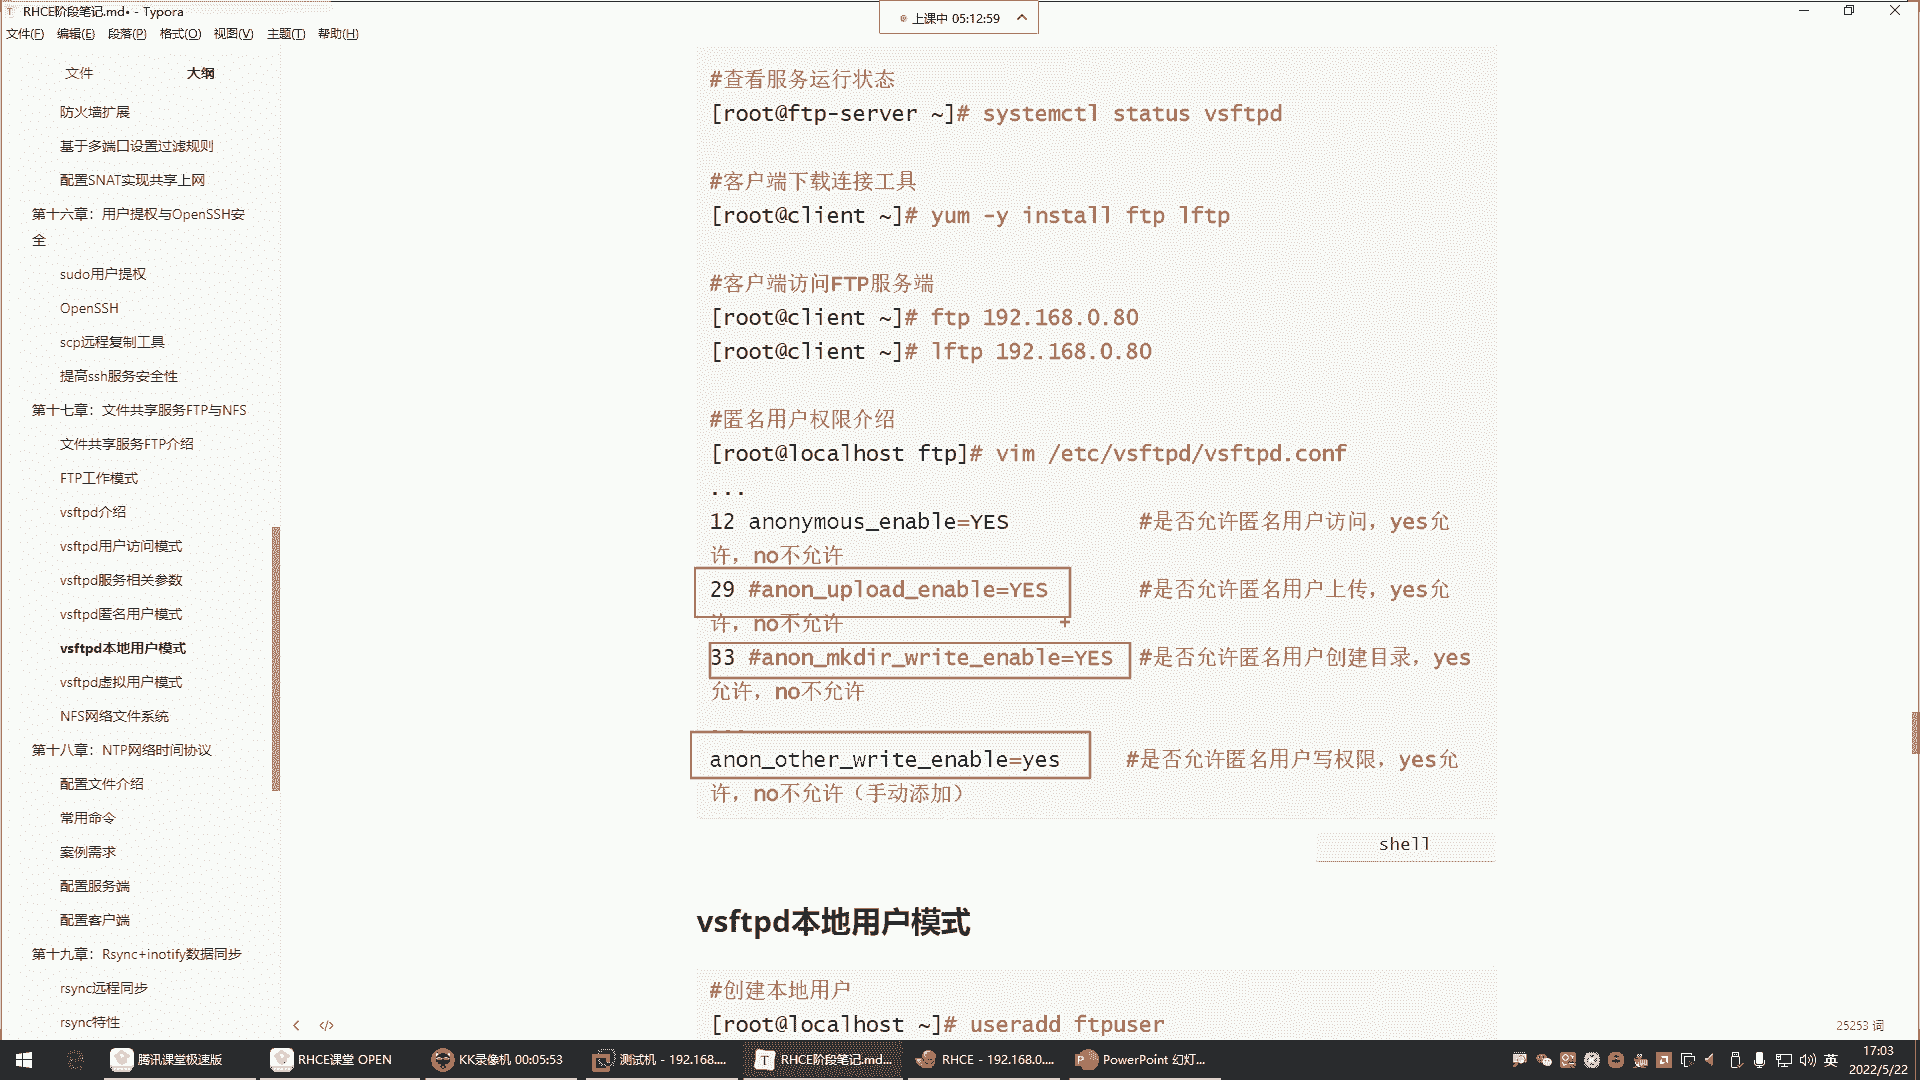 RHCE阶段笔记.md• - Typora
上课中 05:12:59
文件(F) 编辑(E) 段落(P) 格式(O) 视图(V) 主题(T) 帮助(H)
文件 大纲
防火墙扩展
基于多端口设置过滤规则
配置SNAT实现共享上网
第十六章：用户提权与OpenSSH安
全
sudo用户提权
OpenSSH
scp远程复制工具
提高ssh服务安全性
第十七章：文件共享服务FTP与NFS
文件共享服务FTP介绍
FTP工作模式
vsftpd介绍
vsftpd用户访问模式
vsftpd服务相关参数
vsftpd匿名用户模式
vsftpd本地用户模式
vsftpd虚拟用户模式
NFS网络文件系统
第十八章：NTP网络时间协议
配置文件介绍
常用命令
案例需求
配置服务端
配置客户端
第十九章：Rsync+inotify数据同步
rsync远程同步
rsync特性
#查看服务运行状态
[root@ftp-server ~]# systemctl status vsftpd
#客户端下载连接工具
[root@client ~]# yum -y install ftp lftp
#客户端访问FTP服务端
[root@client ~]# ftp 192.168.0.80
[root@client ~]# lftp 192.168.0.80
#匿名用户权限介绍
[root@localhost ftp]# vim /etc/vsftpd/vsftpd.conf
...
12 anonymous_enable=YES #是否允许匿名用户访问，yes允
许，no不允许
29 #anon_upload_enable=YES #是否允许匿名用户上传，yes允
许，no不允许
33 #anon_mkdir_write_enable=YES #是否允许匿名用户创建目录，yes
允许，no不允许
...
anon_other_write_enable=yes #是否允许匿名用户写权限，yes允
许，no不允许（手动添加）
shell
vsftpd本地用户模式
#创建本地用户
[root@localhost ~]# useradd ftpuser
25253 词
腾讯课堂极速版 RHCE课堂 OPEN KK录像机 00:05:53 测试机 - 192.168.... RHCE阶段笔记.md... RHCE - 192.168.0.... PowerPoint 幻灯... 英 17:03
2022/5/22